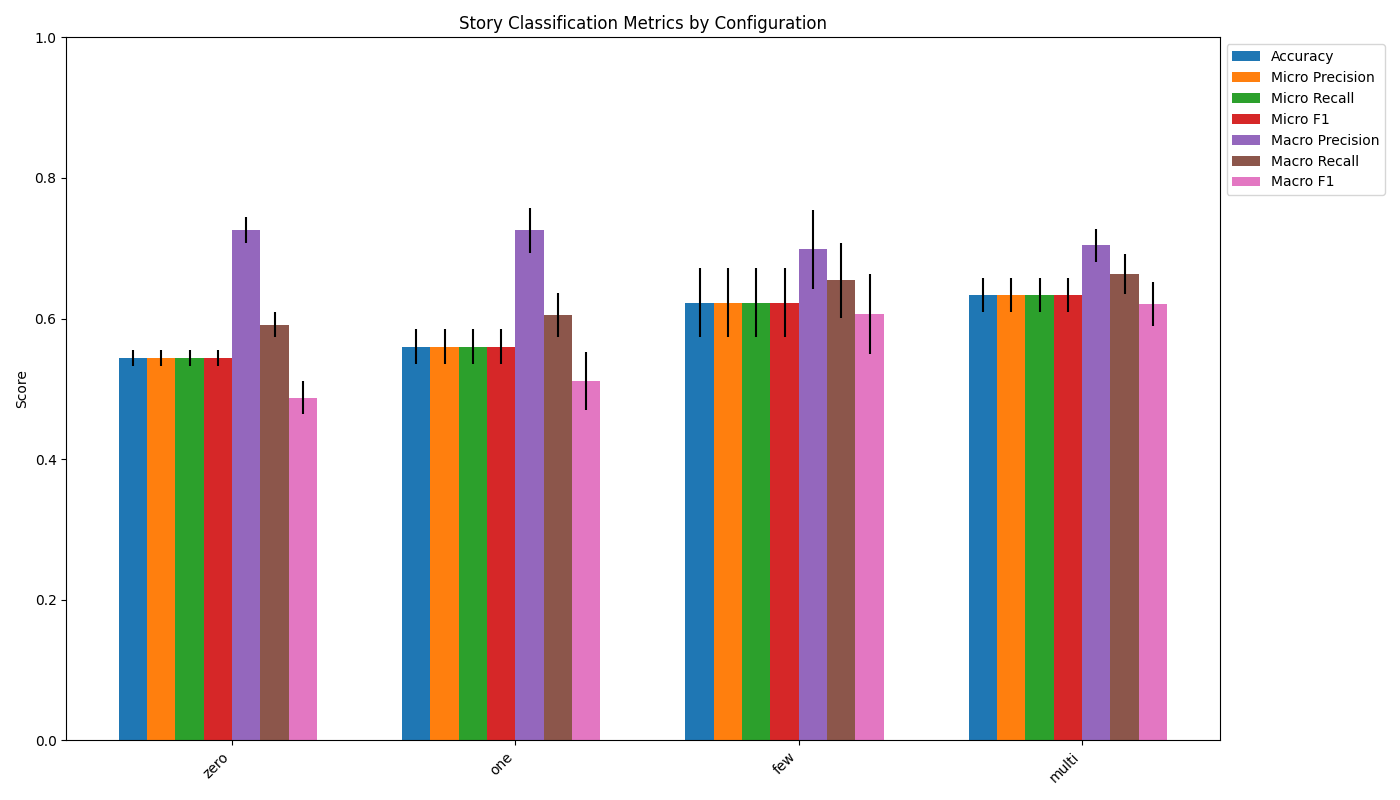 Story Classification Metrics by Configuration
1.0
0.8
0.6
0.4
0.2
0.0
Score
zero
one
few
multi
Accuracy
Micro Precision
Micro Recall
Micro F1
Macro Precision
Macro Recall
Macro F1